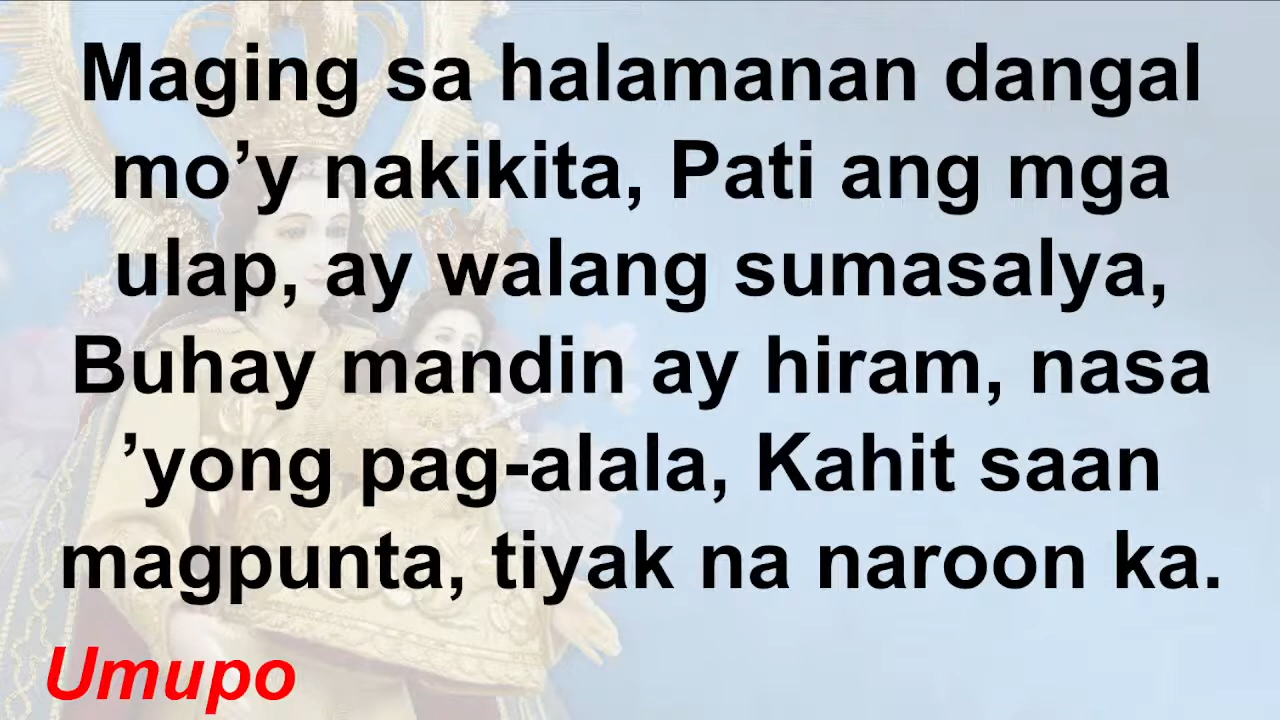 Maging sa halamanan dangal
mo’y nakikita, Pati ang mga
ulap, ay walang sumasalya,
Buhay mandin ay hiram, nasa
’yong pag-alala, Kahit saan
magpunta, tiyak na naroon ka.
Umupo